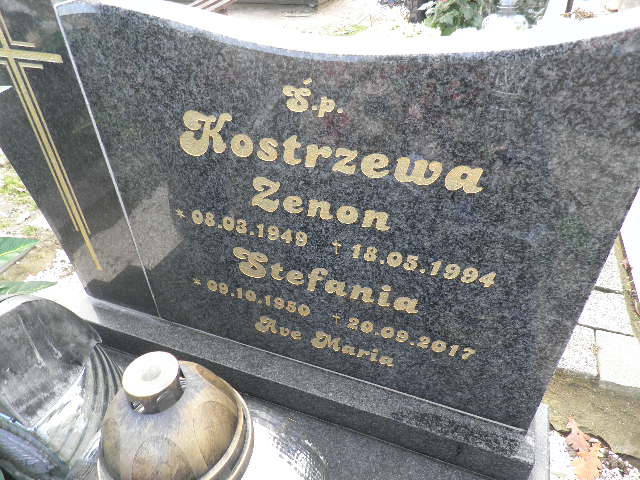 Ś.p.
Kostrzewa
Zenon
* 08.03.1949 + 18.05.1994
Stefania
* 09.10.1950 + 20.09.2017
Ave Maria